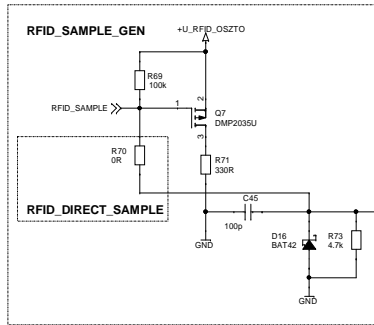 RFID_SAMPLE_GEN
+U_RFID_OSZTO
R69
100k
RFID_SAMPLE
1
2
Q7
DMP2035U
3
R70
0R
R71
330R
RFID_DIRECT_SAMPLE
C45
100p
GND
D16
BAT42
R73
4.7k
GND